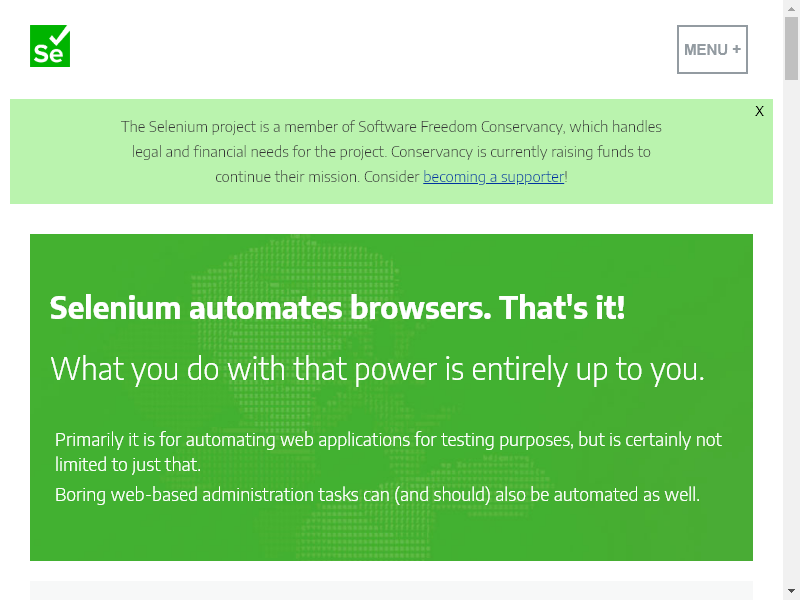 Se
MENU +
X
The Selenium project is a member of Software Freedom Conservancy, which handles
legal and financial needs for the project. Conservancy is currently raising funds to
continue their mission. Consider becoming a supporter!
Selenium automates browsers. That's it!
What you do with that power is entirely up to you.
Primarily it is for automating web applications for testing purposes, but is certainly not
limited to just that.
Boring web-based administration tasks can (and should) also be automated as well.